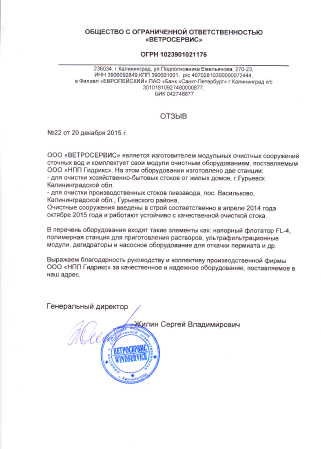 ОБЩЕСТВО С ОГРАНИЧЕННОЙ ОТВЕТСТВЕННОСТЬЮ
«ВЕТРОСЕРВИС»
ОГРН 1023901021176
236034, г Калининград, ул.Подполковника Емельянова, 270-23,
ИНН 3906092849,КПП 390601001, р/с 40702810300000072444,
в Филиал «ЕВРОПЕЙСКИЙ» ПАО «Банк «Санкт-Петербург» г Калининград к/с
30101810927480000877,
БИК 042748877
ОТЗЫВ
№22 от 20 декабря 2015 г.
ООО «ВЕТРОСЕРВИС» является изготовителем модульных очистных сооружений
сточных вод и комплектует свои модули очистным оборудованием, поставляемым
ООО «НПП Гидрикс». На этом оборудовании изготовлено две станции:
- для очистки хозяйственно-бытовых стоков от жилых домов, г.Гурьевск
Калининградской обл.
- для очистки производственных стоков пивзавода, пос. Васильково,
Калининградской обл., Гурьевского района,
Очистные сооружения введены в строй соответственно в апреле 2014 года
октябре 2015 года и работают устойчиво с качественной очисткой стока.
В перечень оборудования входят такие элементы как: напорный флотатор FL-4,
полимерная станция для приготовления растворов, ультрафильтрационные
модули, дегидраторы и насосное оборудование для откачки пермиата и др.
Выражаем благодарность руководству и коллективу производственной фирмы
ООО «НПП Гидрикс» за качественное и надежное оборудование, поставляемое в
наш адрес.
Генеральный директор
Жилин Сергей Владимирович
ВЕТРОСЕРВИС
WINDSERVICE